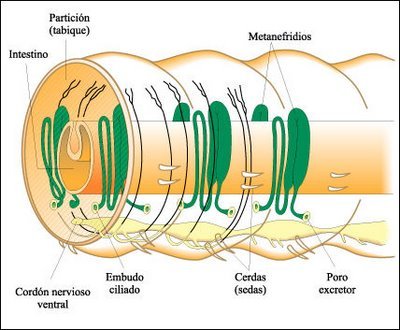 Partición
(tabique)
Metanefridios
Intestino
Cordón nervioso
ventral
Embudo
ciliado
Cerdas
(sedas)
Poro
excretor